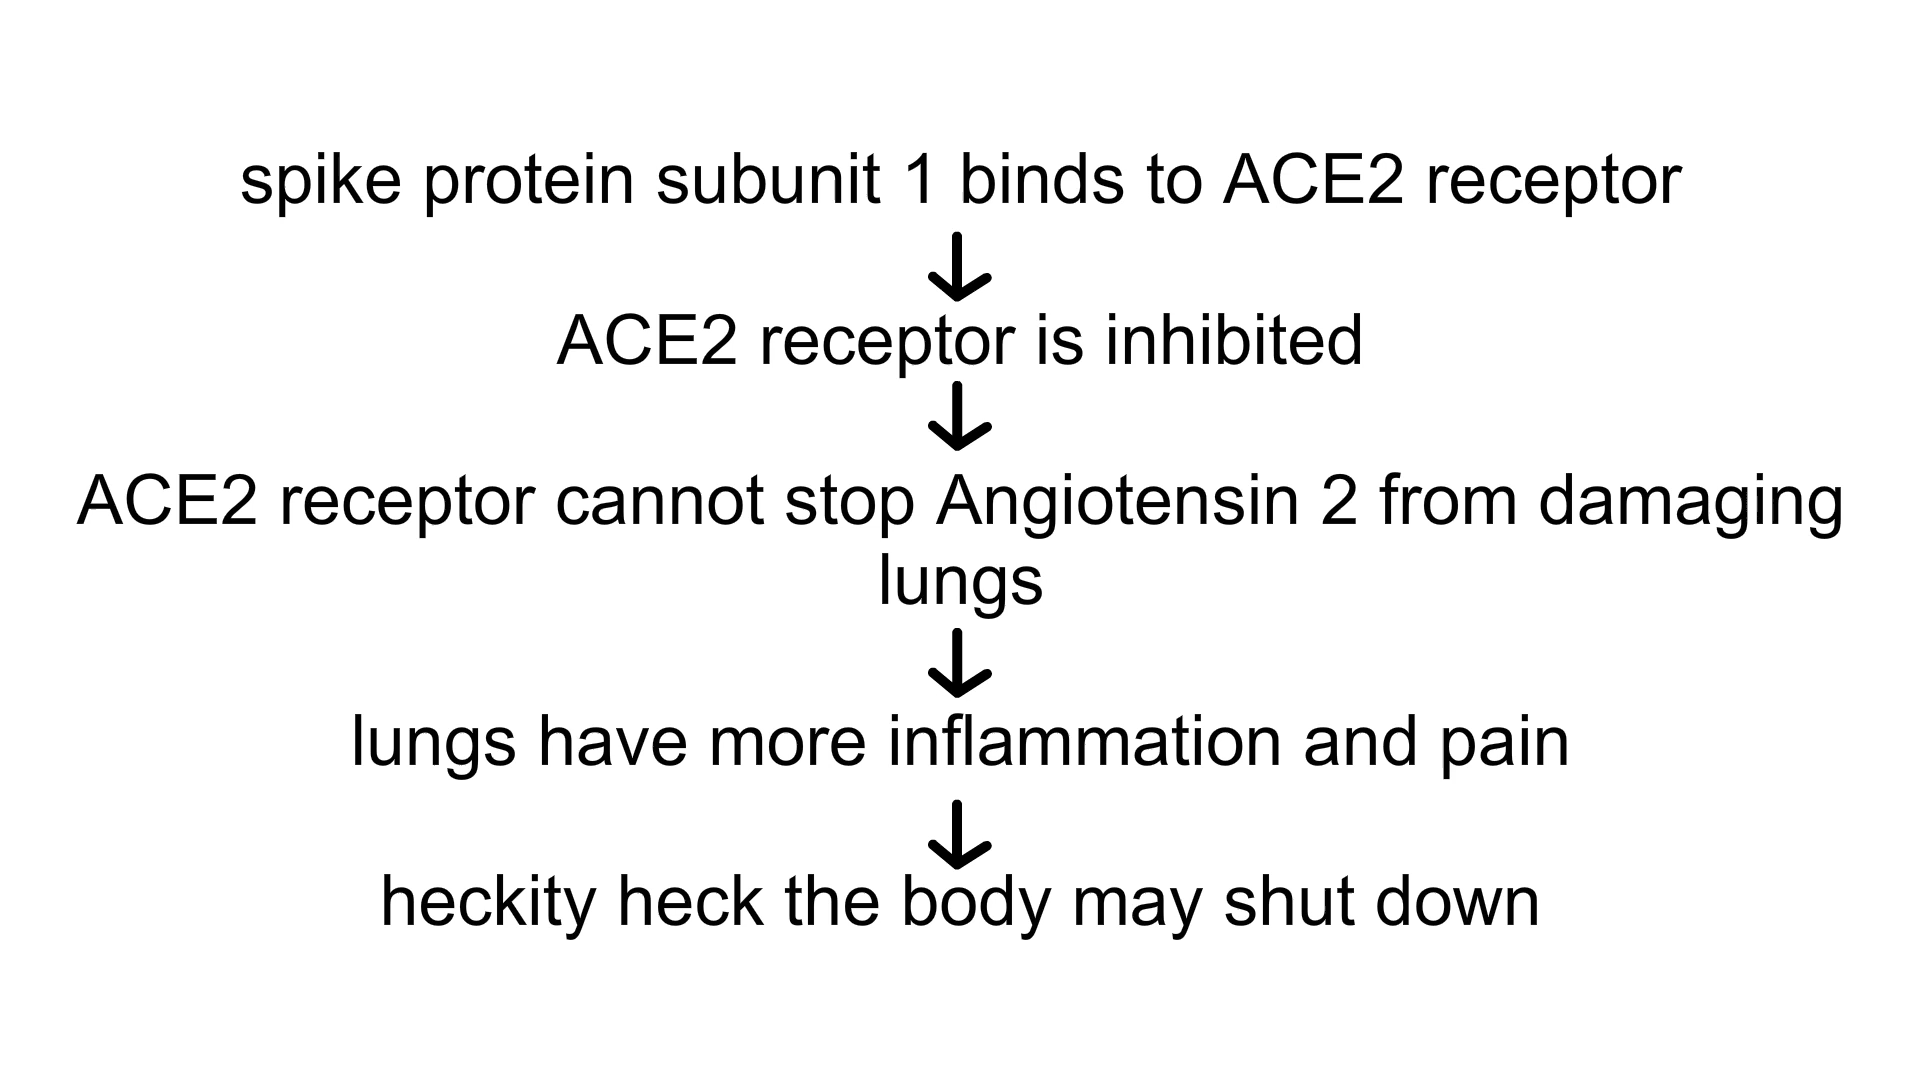 spike protein subunit 1 binds to ACE2 receptor
ACE2 receptor is inhibited
ACE2 receptor cannot stop Angiotensin 2 from damaging
lungs
lungs have more inflammation and pain
heckity heck the body may shut down